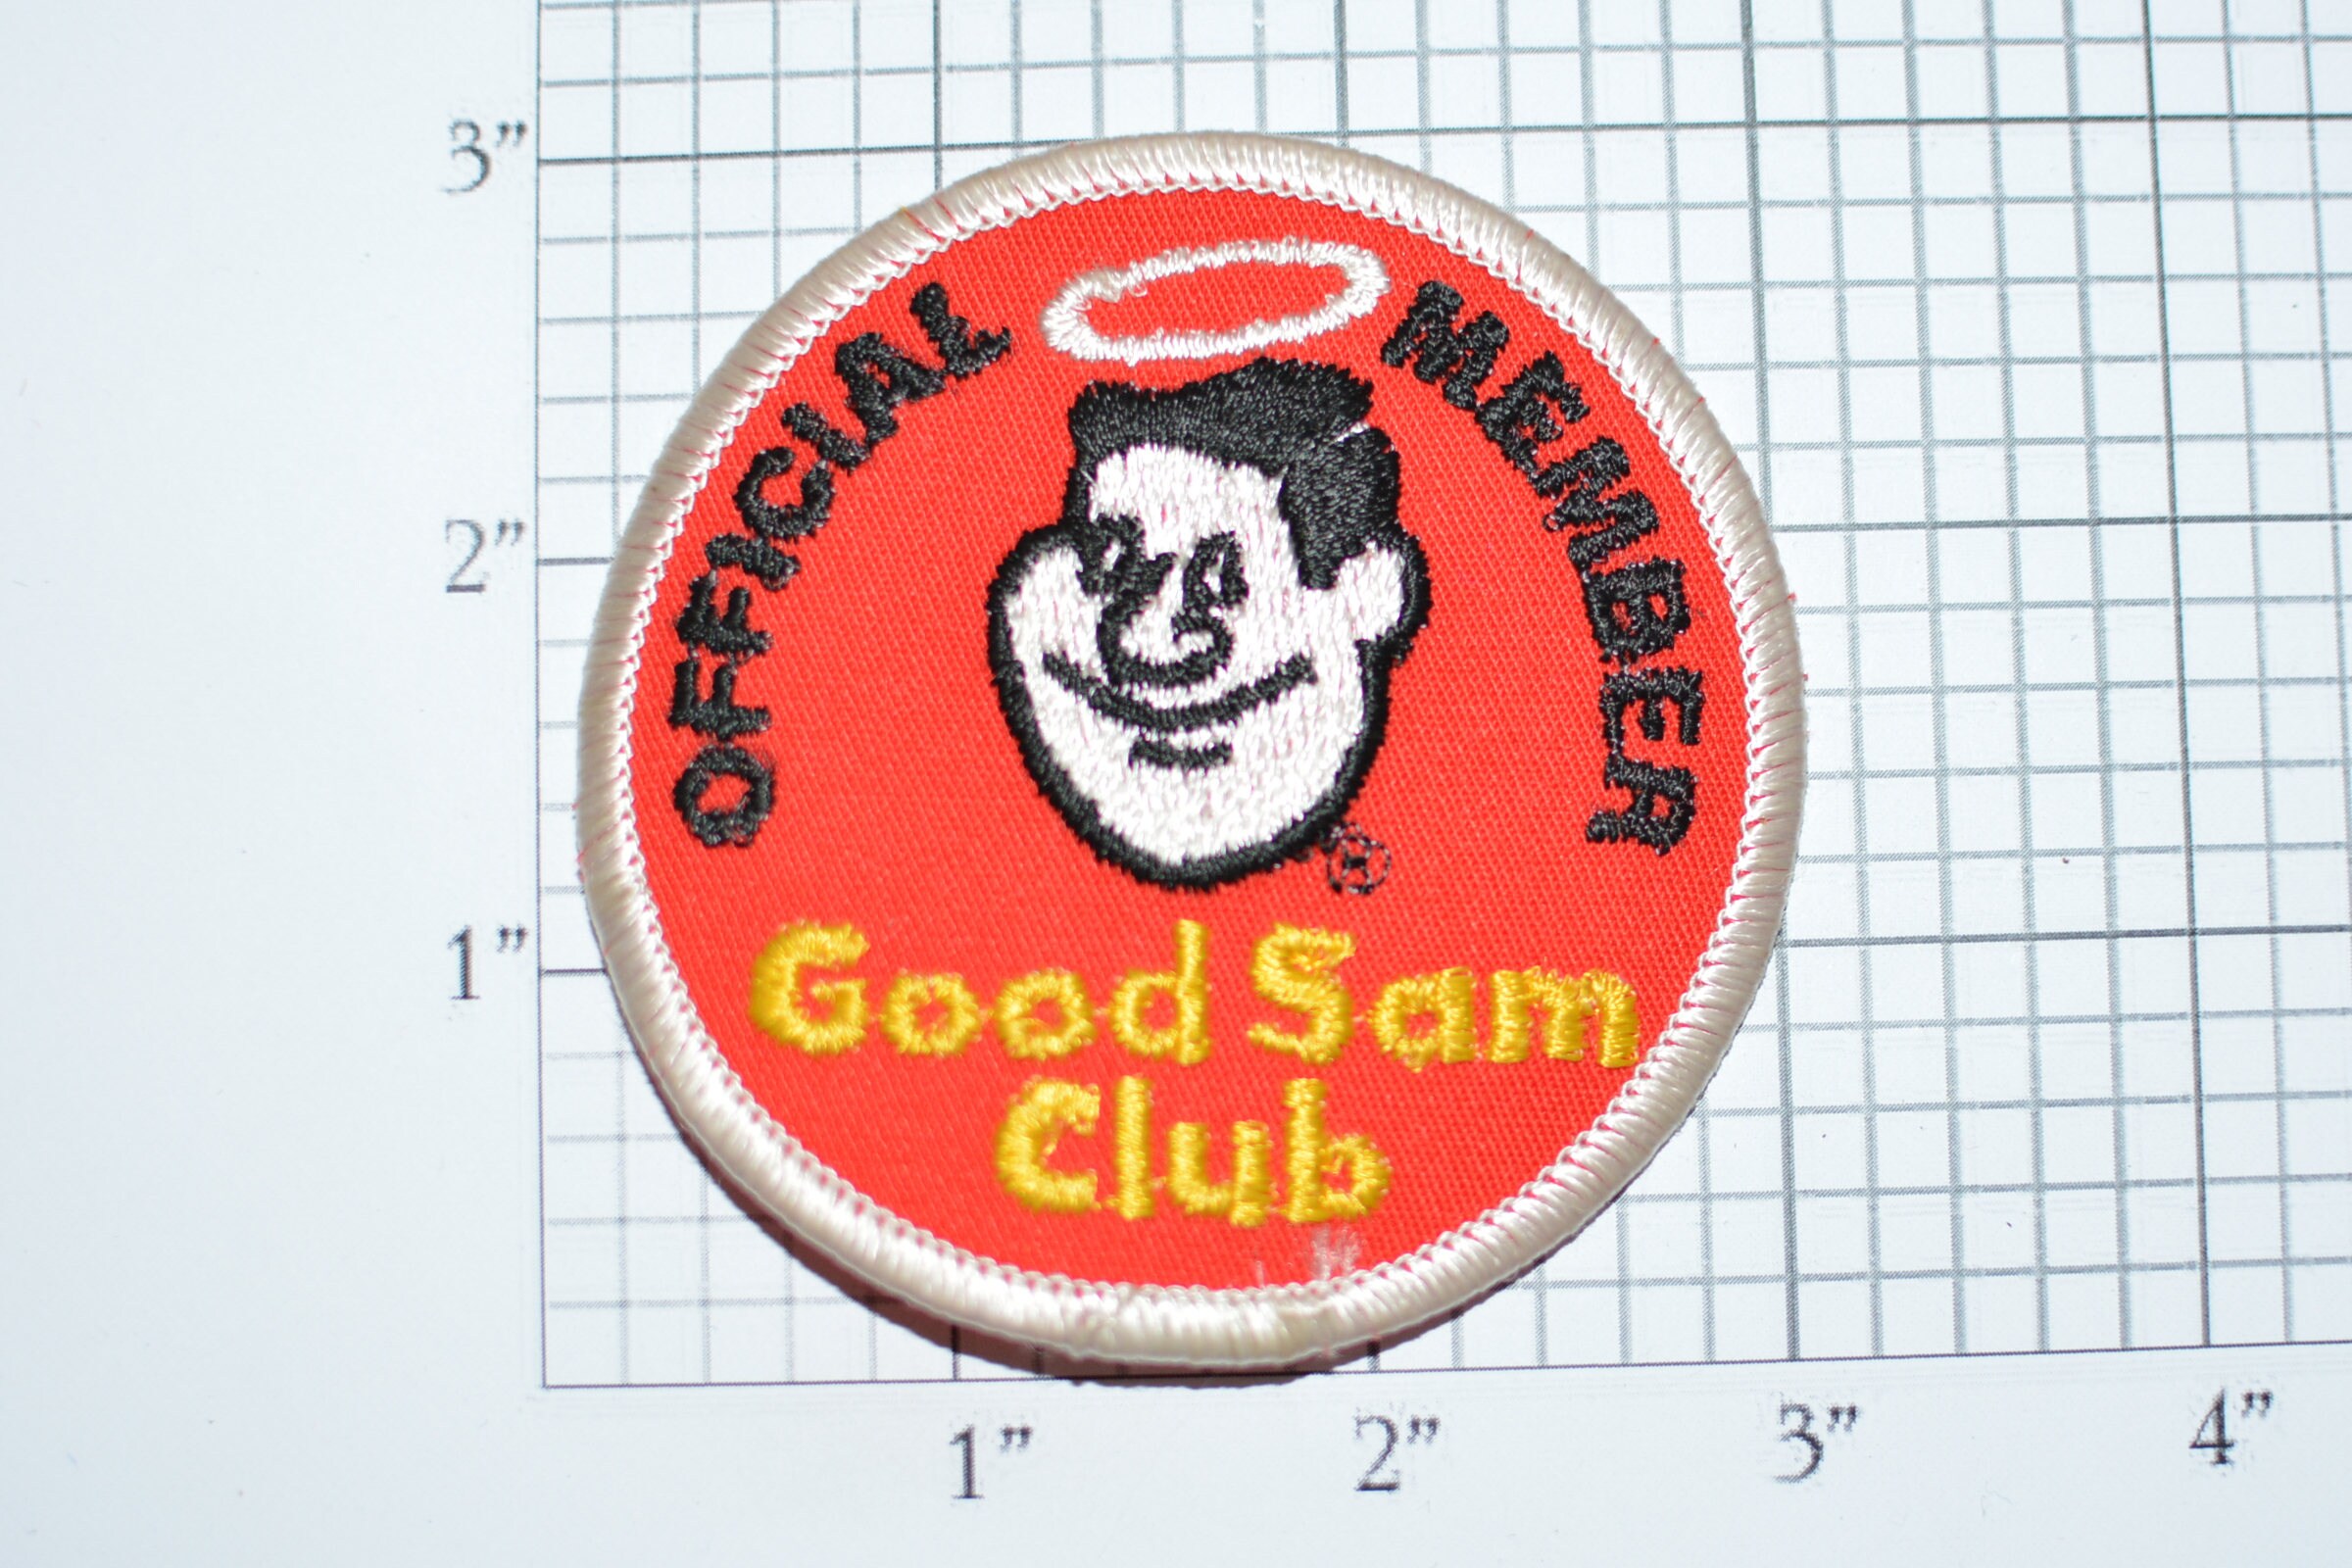 3”
2”
1”
OFFICIAL MEMBER
®
Good Sam
Club
1” 2” 3” 4”